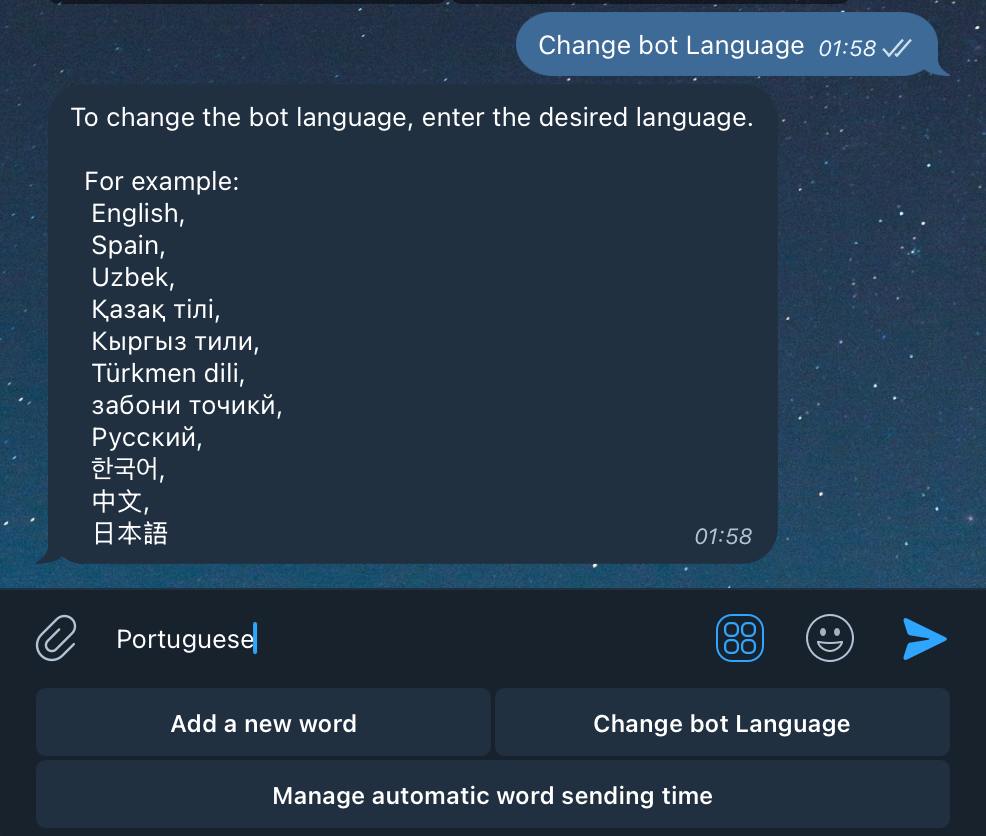 Change bot Language 01:58
To change the bot language, enter the desired language.
For example:
English,
Spain,
Uzbek,
Қазақ тілі,
Кыргыз тили,
Türkmen dili,
забони точикӣ,
Русский,
한국어,
中文,
日本語
01:58
Portuguese
Add a new word
Change bot Language
Manage automatic word sending time